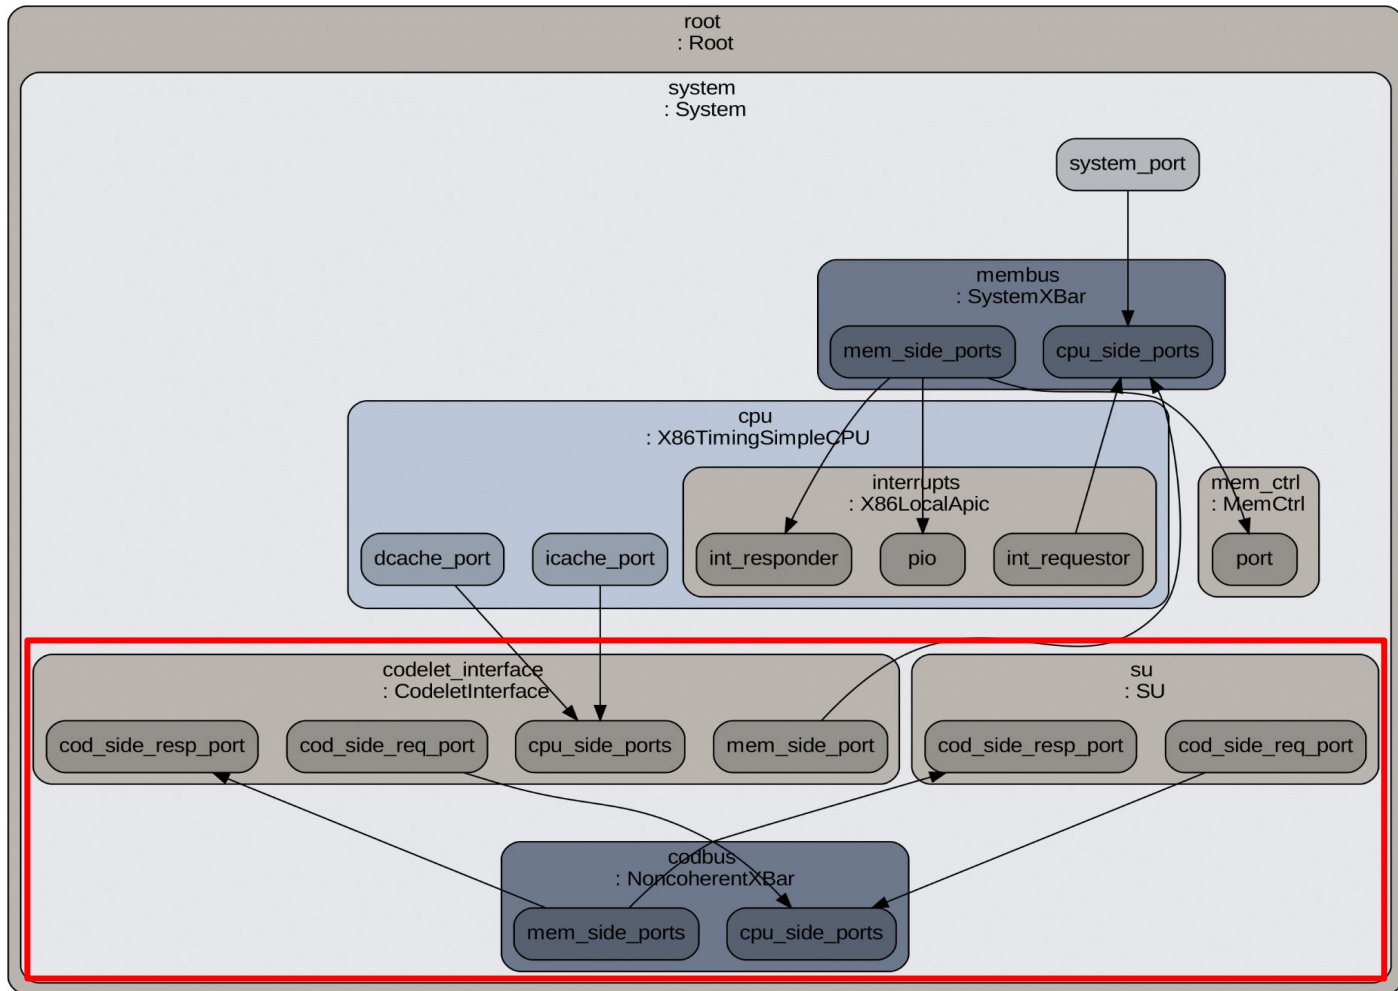 root
: Root
system
: System
system_port
membus
: SystemXBar
mem_side_ports
cpu_side_ports
cpu
: X86TimingSimpleCPU
interrupts
: X86LocalApic
mem_ctrl
: MemCtrl
dcache_port
icache_port
int_responder
pio
int_requestor
port
codelet_interface
: CodeletInterface
su
: SU
cod_side_resp_port
cod_side_req_port
cpu_side_ports
mem_side_port
cod_side_resp_port
cod_side_req_port
codbus
: NoncoherentXBar
mem_side_ports
cpu_side_ports